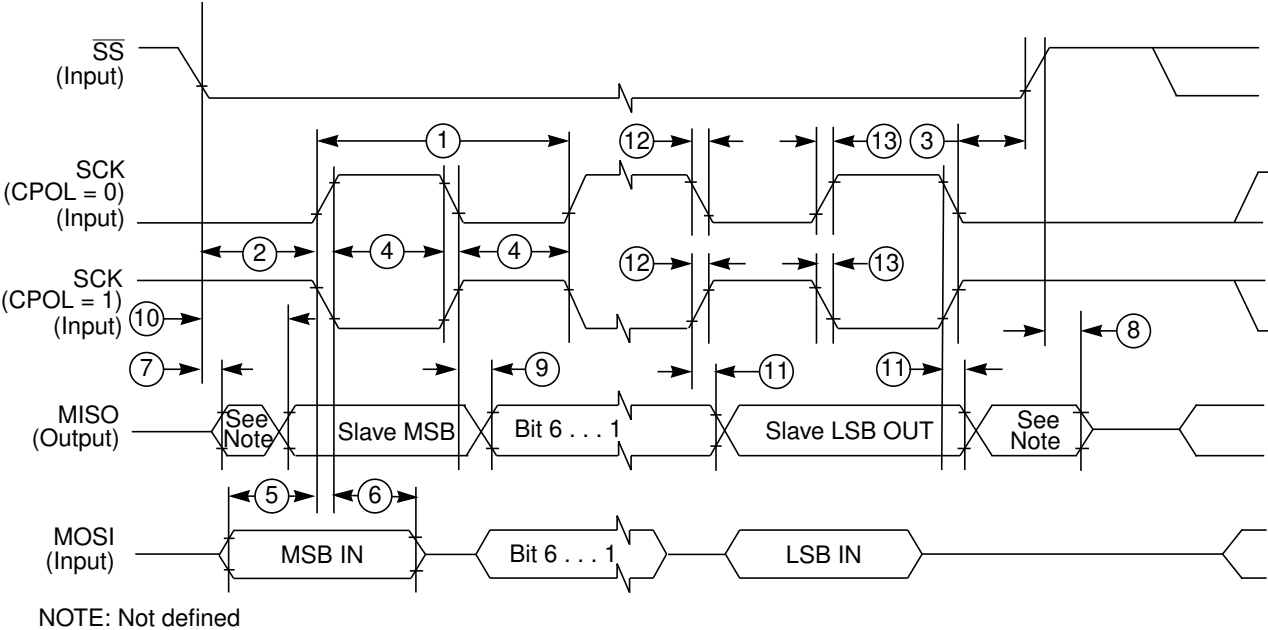 SS
(Input)
1
12
13
3
SCK
(CPOL = 0)
(Input)
2
4
4
12
13
SCK
(CPOL = 1)
(Input)
10
8
7
9
11
11
MISO
(Output)
See
Note
Slave MSB
Bit 6 . . . 1
Slave LSB OUT
See
Note
5
6
MOSI
(Input)
MSB IN
Bit 6 . . . 1
LSB IN
NOTE: Not defined